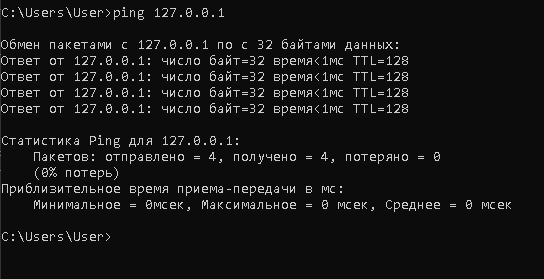 C:\Users\User>ping 127.0.0.1
Обмен пакетами с 127.0.0.1 по с 32 байтами данных:
Ответ от 127.0.0.1: число байт=32 время<1мс TTL=128
Ответ от 127.0.0.1: число байт=32 время<1мс TTL=128
Ответ от 127.0.0.1: число байт=32 время<1мс TTL=128
Ответ от 127.0.0.1: число байт=32 время<1мс TTL=128
Статистика Ping для 127.0.0.1:
Пакетов: отправлено = 4, получено = 4, потеряно = 0
(0% потерь)
Приблизительное время приема-передачи в мс:
Минимальное = 0мсек, Максимальное = 0 мсек, Среднее = 0 мсек
C:\Users\User>